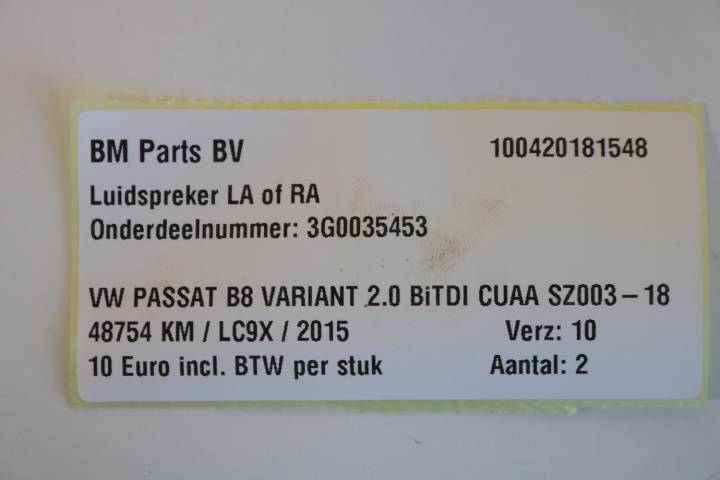 BM Parts BV 100420181548
Luidspreker LA of RA
Onderdeelnummer: 3G0035453
VW PASSAT B8 VARIANT 2.0 BiTDI CUAA SZ003-18
48754 KM / LC9X / 2015 Verz: 10
10 Euro incl. BTW per stuk Aantal: 2